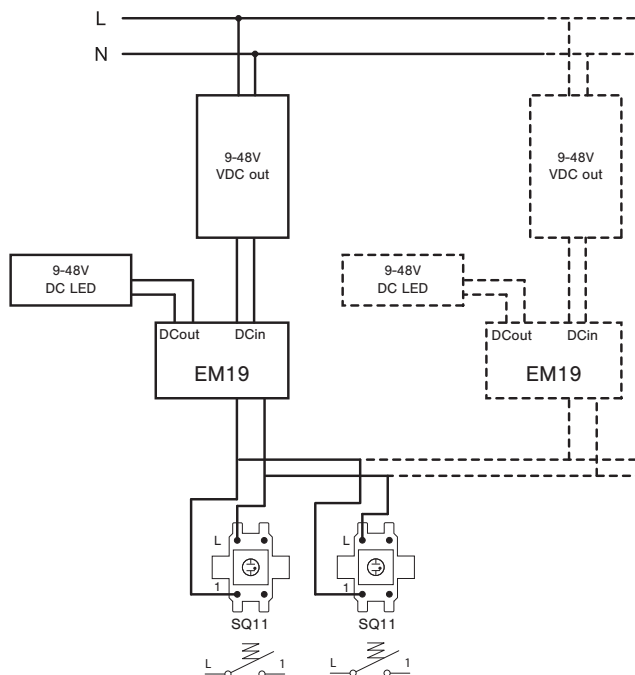 L
N
9-48V
VDC out
9-48V
VDC out
9-48V
DC LED
9-48V
DC LED
DCout DCin
EM19
DCout DCin
EM19
L
1
SQ11
L
1
SQ11
L 1
L 1